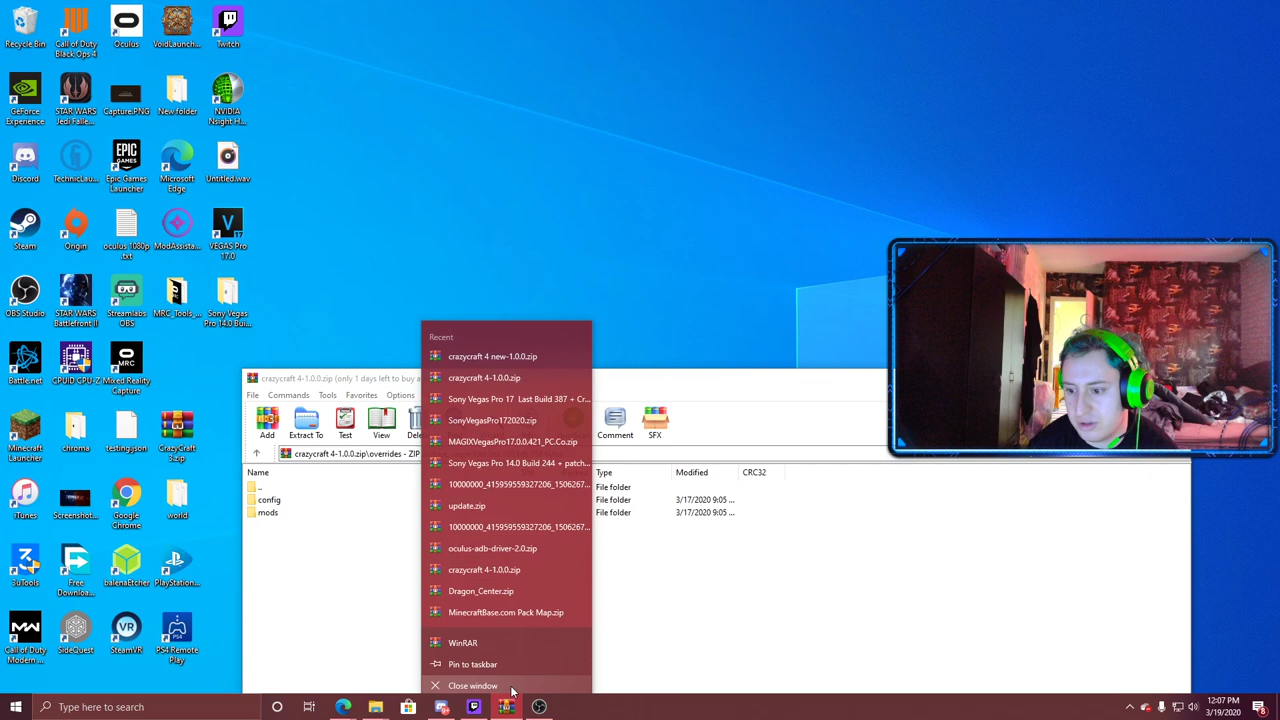 Recycle Bin
Call of Duty
Black Ops 4
Oculus
VoidLaunch...
Twitch
GeForce
Experience
STAR WARS
Jedi Falle...
Capture.PNG
New folder
NVIDIA
Nsight H...
Discord
TechnicLau...
Epic Games
Launcher
Microsoft
Edge
Untitled.wav
Steam
Origin
oculus 1080p
.txt
ModAssista...
VEGAS Pro
17.0
OBS Studio
STAR WARS
Battlefront II
Streamlabs
OBS
MRC_Tools_...
Sony Vegas
Pro 14.0 Bui...
Battle.net
CPUID CPU-Z
Mixed Reality
Capture
Minecraft
Launcher
chroma
testing.json
CrazyCraft
3.zip
iTunes
Screenshot...
Google
Chrome
world
3uTools
Free
Downloa...
balenaEtcher
PlayStation...
Call of Duty
Modern ...
SideQuest
SteamVR
PS4 Remote
Play
Recent
crazycraft 4 new-1.0.0.zip
crazycraft 4-1.0.0.zip
Sony Vegas Pro 17 Last Build 387 + Cr...
SonyVegasPro172020.zip
MAGIXVegasPro17.0.0.421_PC.Co.zip
Sony Vegas Pro 14.0 Build 244 + patch...
10000000_415959559327206_1506267...
update.zip
10000000_415959559327206_1506267...
oculus-adb-driver-2.0.zip
crazycraft 4-1.0.0.zip
Dragon_Center.zip
MinecraftBase.com Pack Map.zip
WinRAR
Pin to taskbar
Close window
crazycraft 4-1.0.0.zip (only 1 days left to buy a
File Commands Tools Favorites Options
Add Extract To Test View Dele Comment SFX
crazycraft 4-1.0.0.zip\overrides - ZIP
Name Type Modified CRC32
.. File folder
config File folder 3/17/2020 9:05 ...
mods File folder 3/17/2020 9:05 ...
Type here to search
12:07 PM
3/19/2020
8